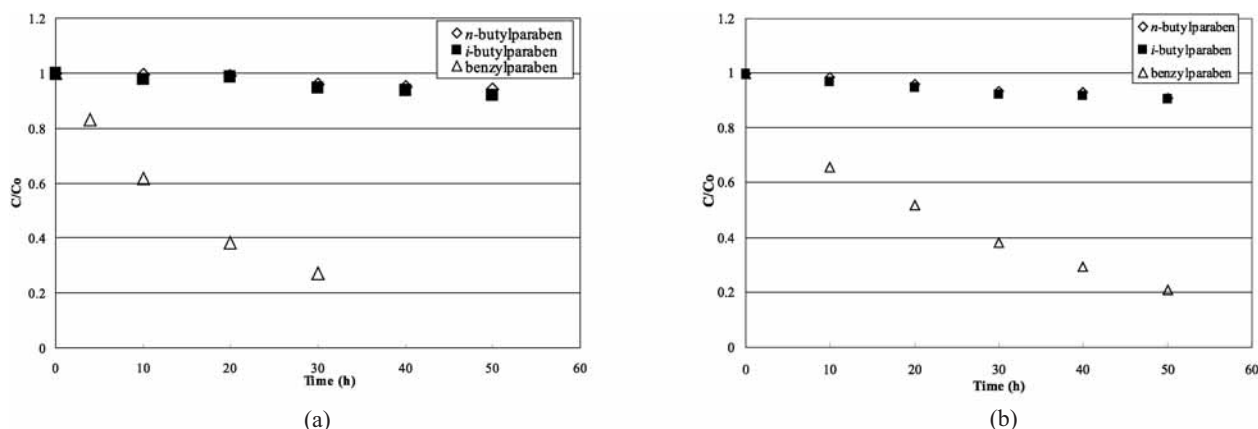 1.2
1
0.8
0.6
0.4
0.2
0
C/Co
n-butylparaben
i-butylparaben
benzylparaben
0 10 20 30 40 50 60
Time (h)
(a)
1.2
1
0.8
0.6
0.4
0.2
0
C/Co
n-butylparaben
i-butylparaben
benzylparaben
0 10 20 30 40 50 60
Time (h)
(b)